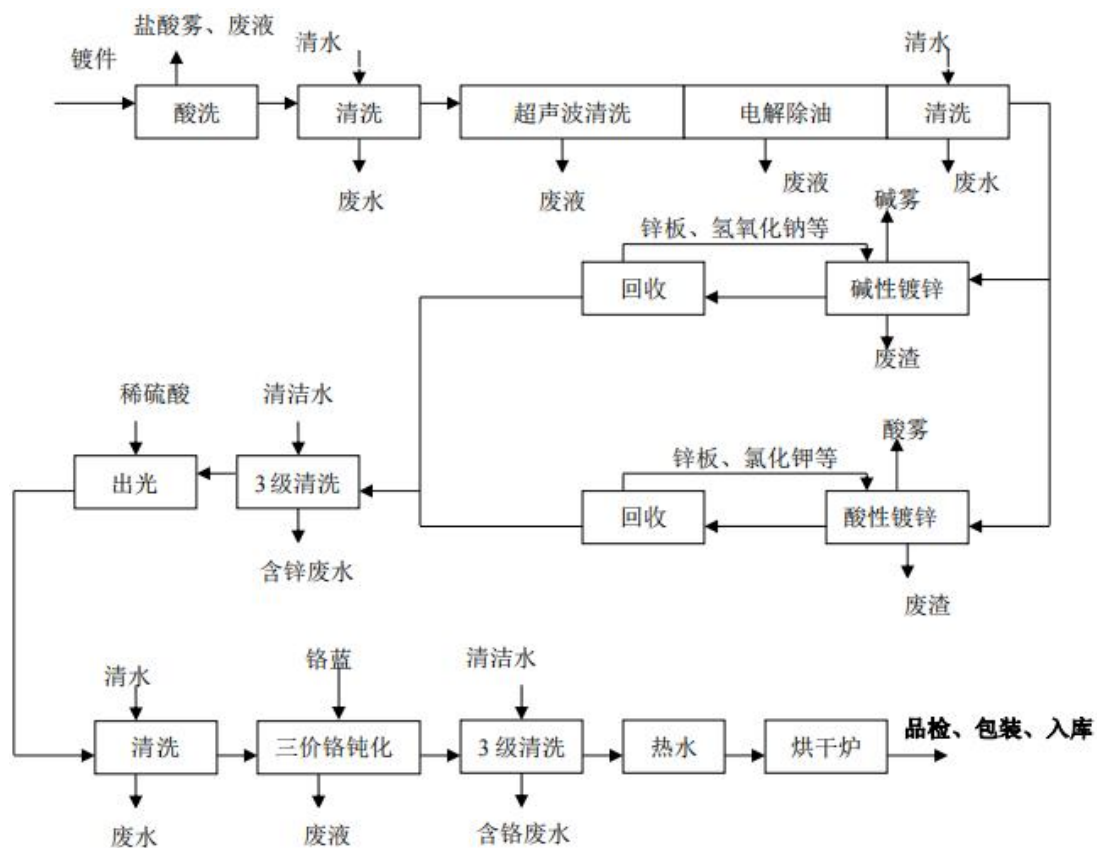 盐酸雾、废液
清水
清水
镀件
酸洗
清洗
超声波清洗
电解除油
清洗
废水
废液
废液
废水
碱雾
锌板、氢氧化钠等
回收
碱性镀锌
废渣
稀硫酸
清洁水
酸雾
锌板、氯化钾等
出光
3级清洗
回收
酸性镀锌
含锌废水
废渣
清水
铬蓝
清洁水
品检、包装、入库
清洗
三价铬钝化
3级清洗
热水
烘干炉
废水
废液
含铬废水